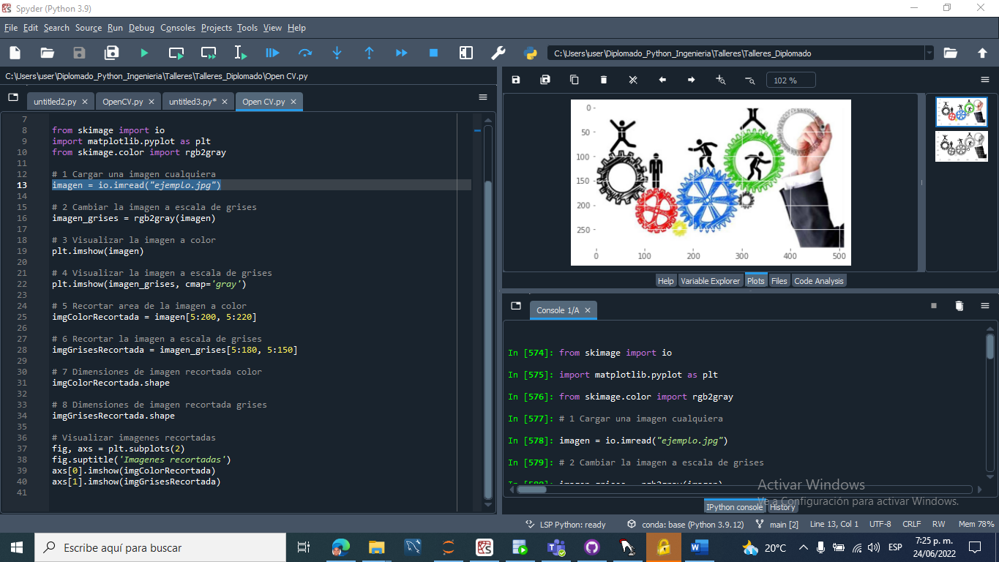 Spyder (Python 3.9)
File Edit Search Source Run Debug Consoles Projects Tools View Help
C:\Users\user\Diplomado_Python_Ingenieria\Talleres\Talleres_Diplomado
C:\Users\user\Diplomado_Python_Ingenieria\Talleres\Talleres_Diplomado\Open CV.py
untitled2.py OpenCV.py untitled3.py* Open CV.py
7
8 from skimage import io
9 import matplotlib.pyplot as plt
10 from skimage.color import rgb2gray
11
12 # 1 Cargar una imagen cualquiera
13 imagen = io.imread("ejemplo.jpg")
14
15 # 2 Cambiar la imagen a escala de grises
16 imagen_grises = rgb2gray(imagen)
17
18 # 3 Visualizar la imagen a color
19 plt.imshow(imagen)
20
21 # 4 Visualizar la imagen a escala de grises
22 plt.imshow(imagen_grises, cmap='gray')
23
24 # 5 Recortar area de la imagen a color
25 imgColorRecortada = imagen[5:200, 5:220]
26
27 # 6 Recortar la imagen a escala de grises
28 imgGrisesRecortada = imagen_grises[5:180, 5:150]
29
30 # 7 Dimensiones de imagen recortada color
31 imgColorRecortada.shape
32
33 # 8 Dimensiones de imagen recortada grises
34 imgGrisesRecortada.shape
35
36 # Visualizar imagenes recortadas
37 fig, axs = plt.subplots(2)
38 fig.suptitle('Imagenes recortadas')
39 axs[0].imshow(imgColorRecortada)
40 axs[1].imshow(imgGrisesRecortada)
41
102 %
0
50
100
150
200
250
0 100 200 300 400 500
Help Variable Explorer Plots Files Code Analysis
Console 1/A
In [574]: from skimage import io
In [575]: import matplotlib.pyplot as plt
In [576]: from skimage.color import rgb2gray
In [577]: # 1 Cargar una imagen cualquiera
In [578]: imagen = io.imread("ejemplo.jpg")
In [579]: # 2 Cambiar la imagen a escala de grises
In [580]: imagen_grises = rgb2gray(imagen)
Activar Windows
Ve a Configuración para activar Windows.
IPython console History
LSP Python: ready conda: base (Python 3.9.12) main [2] Line 13, Col 1 UTF-8 CRLF RW Mem 78%
Escribe aquí para buscar
20°C ESP 7:25 p. m.
24/06/2022